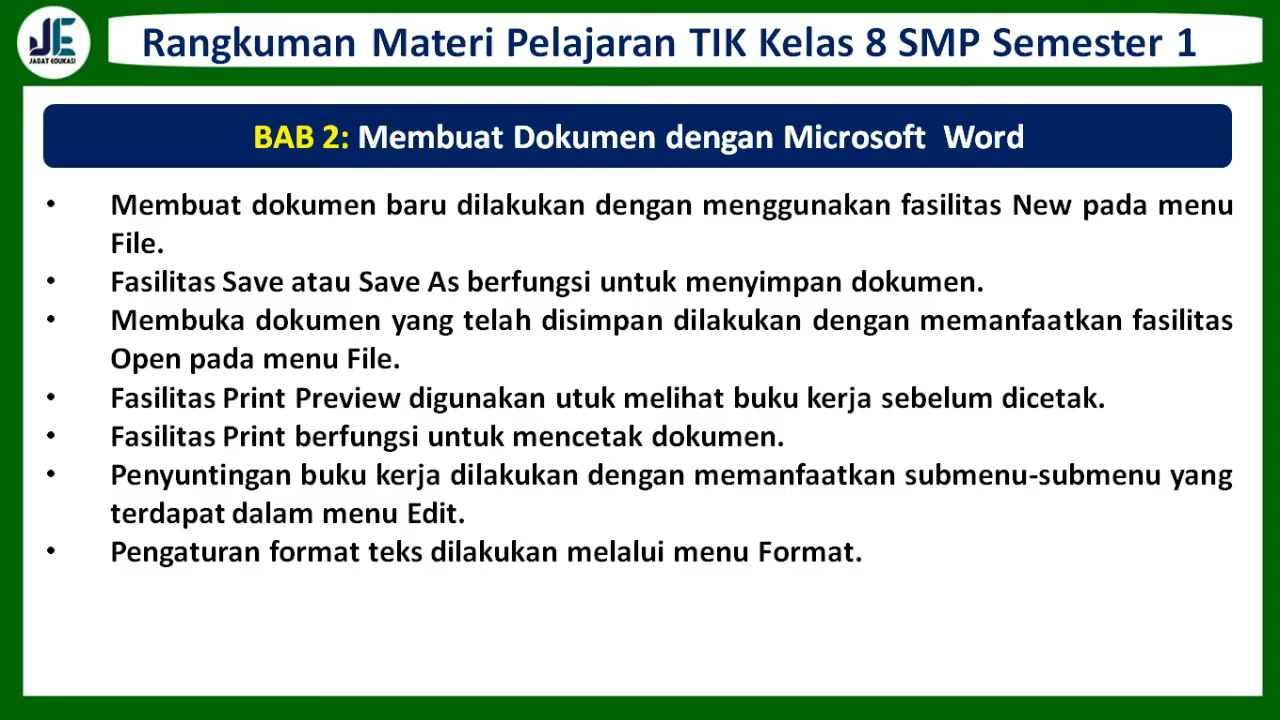 JE
JAGAT EDUKASI
Rangkuman Materi Pelajaran TIK Kelas 8 SMP Semester 1
BAB 2: Membuat Dokumen dengan Microsoft Word
• Membuat dokumen baru dilakukan dengan menggunakan fasilitas New pada menu
File.
• Fasilitas Save atau Save As berfungsi untuk menyimpan dokumen.
• Membuka dokumen yang telah disimpan dilakukan dengan memanfaatkan fasilitas
Open pada menu File.
• Fasilitas Print Preview digunakan utuk melihat buku kerja sebelum dicetak.
• Fasilitas Print berfungsi untuk mencetak dokumen.
• Penyuntingan buku kerja dilakukan dengan memanfaatkan submenu-submenu yang
terdapat dalam menu Edit.
• Pengaturan format teks dilakukan melalui menu Format.